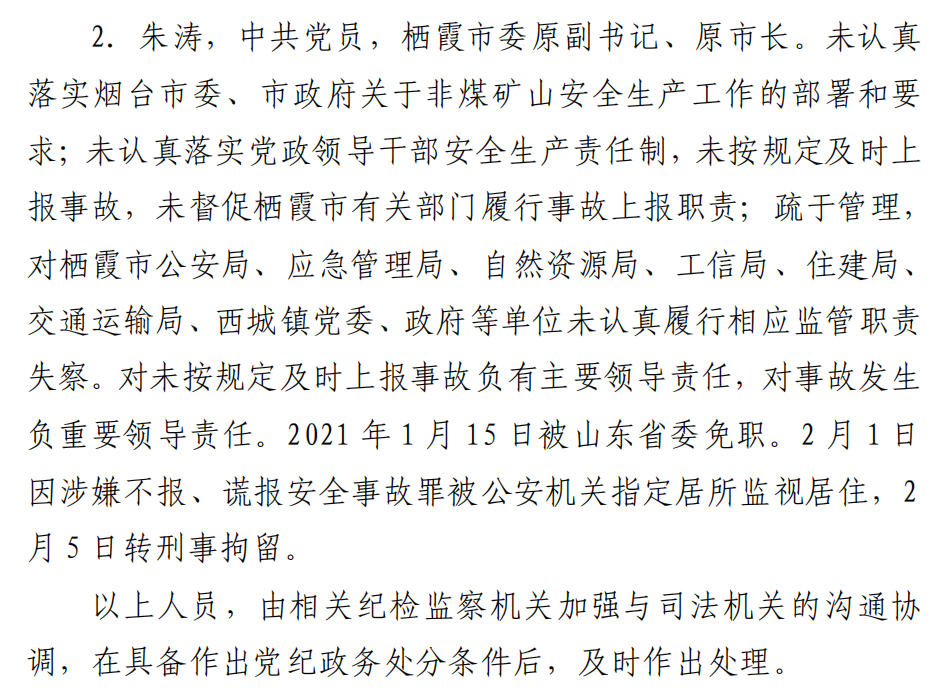 2. 朱涛，中共党员，栖霞市委原副书记、原市长。未认真
落实烟台市委、市政府关于非煤矿山安全生产工作的部署和要
求；未认真落实党政领导干部安全生产责任制，未按规定及时上
报事故，未督促栖霞市有关部门履行事故上报职责；疏于管理，
对栖霞市公安局、应急管理局、自然资源局、工信局、住建局、
交通运输局、西城镇党委、政府等单位未认真履行相应监管职责
失察。对未按规定及时上报事故负有主要领导责任，对事故发生
负重要领导责任。2021 年 1 月 15 日被山东省委免职。2 月 1 日
因涉嫌不报、谎报安全事故罪被公安机关指定居所监视居住，2
月 5 日转刑事拘留。
以上人员，由相关纪检监察机关加强与司法机关的沟通协
调，在具备作出党纪政务处分条件后，及时作出处理。